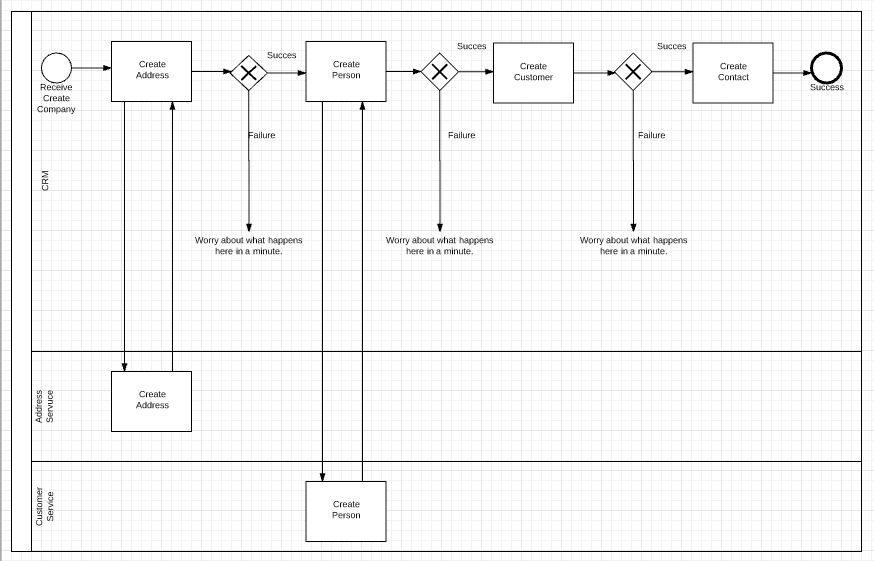 Receive
Create
Company
Create
Address
Succes
Failure
Worry about what happens
here in a minute.
Create
Person
Succes
Failure
Worry about what happens
here in a minute.
Create
Customer
Succes
Failure
Worry about what happens
here in a minute.
Create
Contact
Success
CRM
Address
Servuce
Create
Address
Customer
Service
Create
Person